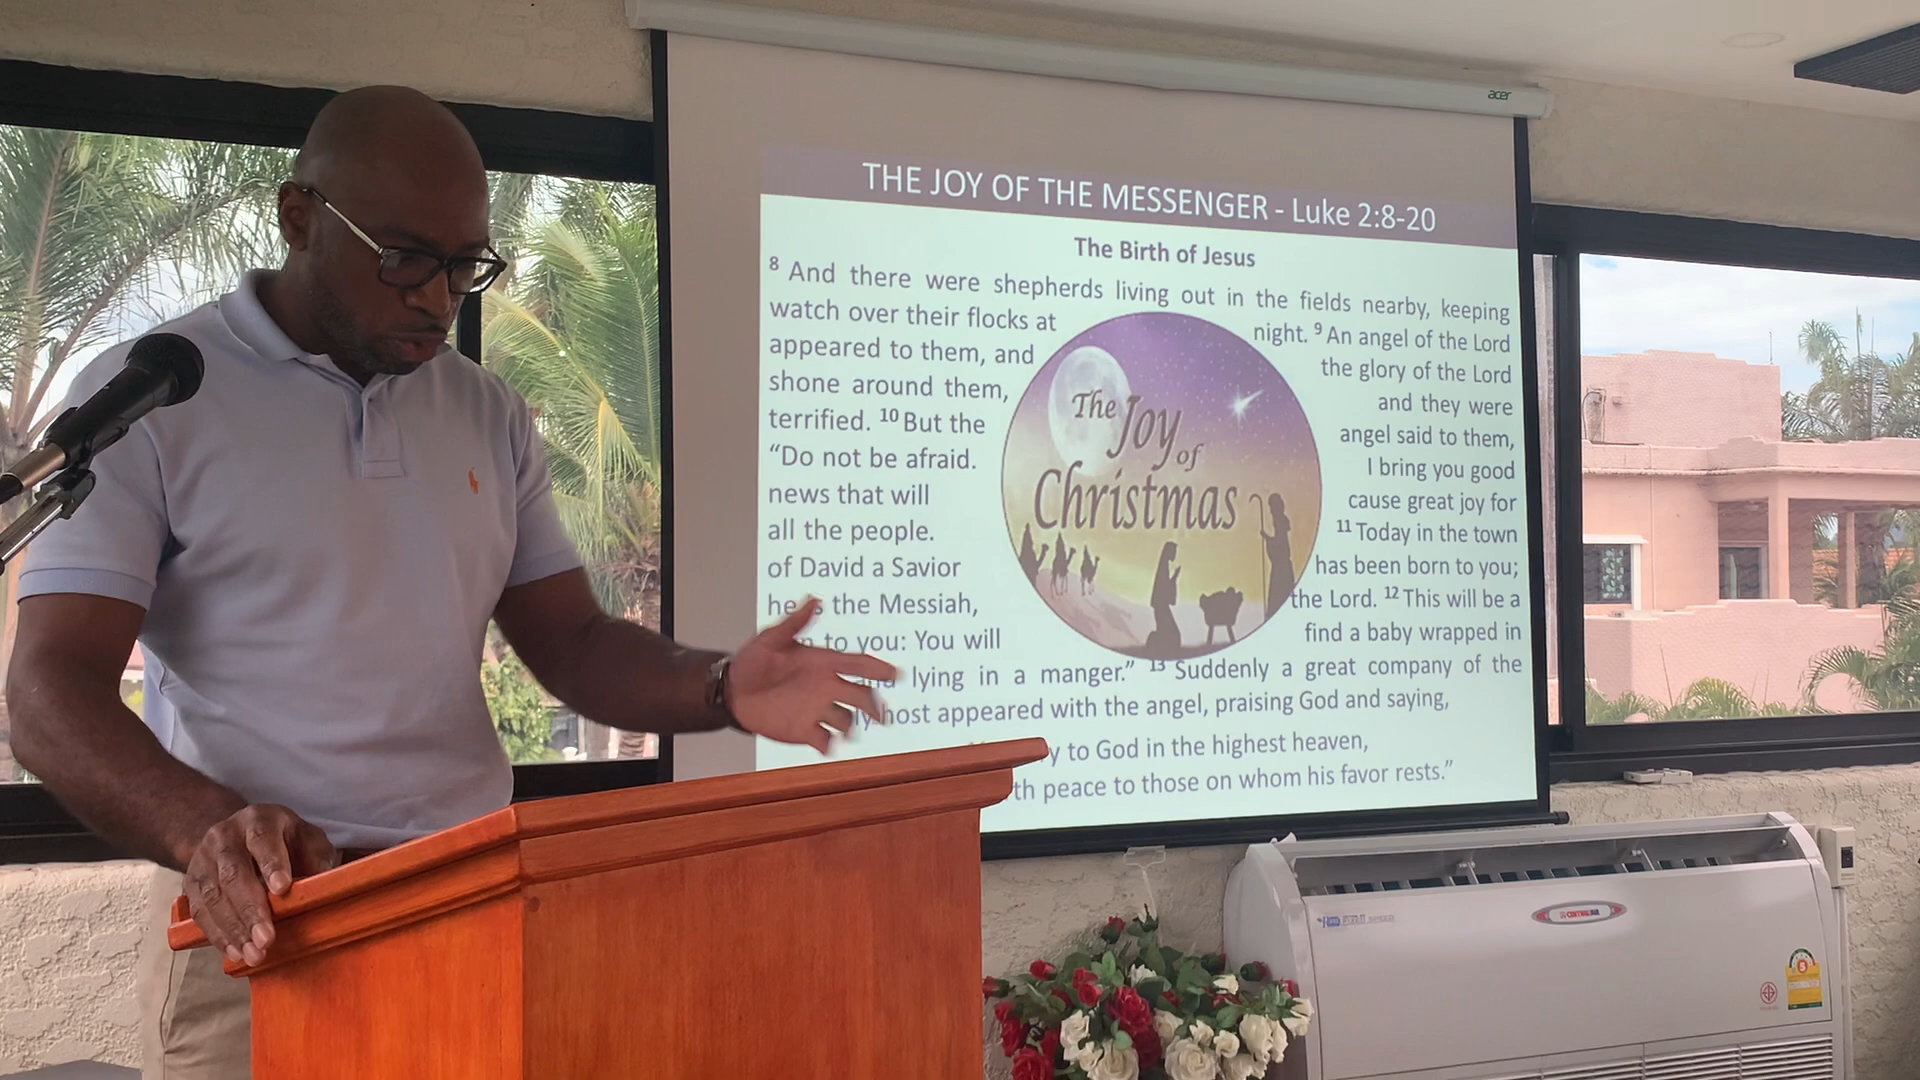 acer
THE JOY OF THE MESSENGER - Luke 2:8-20
The Birth of Jesus
8 And there were shepherds living out in the fields nearby, keeping
watch over their flocks at night. 9 An angel of the Lord
appeared to them, and the glory of the Lord
shone around them, and they were
terrified. 10 But the angel said to them,
“Do not be afraid. I bring you good
news that will cause great joy for
all the people. 11 Today in the town
of David a Savior has been born to you;
he is the Messiah, the Lord. 12 This will be a
to you: You will find a baby wrapped in
and lying in a manger.” 13 Suddenly a great company of the
host appeared with the angel, praising God and saying,
to God in the highest heaven,
peace to those on whom his favor rests.”
The Joy of
Christmas
CENTRAL AIR
5